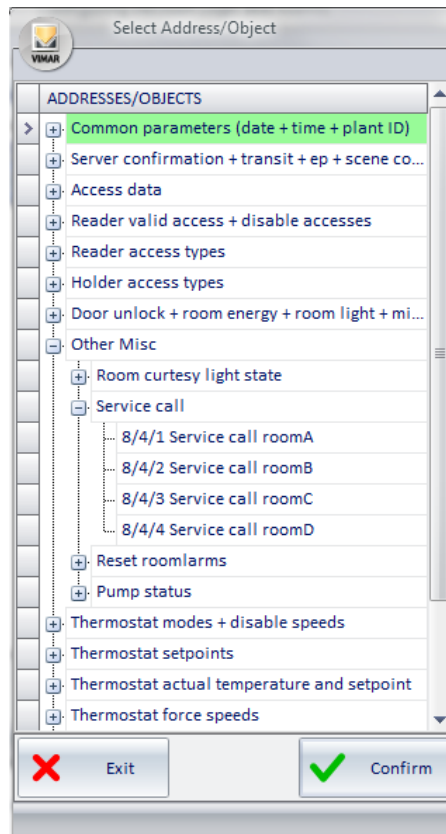 Select Address/Object
VIMAR
ADDRESSES/OBJECTS
Common parameters (date + time + plant ID)
Server confirmation + transit + ep + scene co...
Access data
Reader valid access + disable accesses
Reader access types
Holder access types
Door unlock + room energy + room light + mi...
Other Misc
Room curtesy light state
Service call
8/4/1 Service call roomA
8/4/2 Service call roomB
8/4/3 Service call roomC
8/4/4 Service call roomD
Reset roomlarms
Pump status
Thermostat modes + disable speeds
Thermostat setpoints
Thermostat actual temperature and setpoint
Thermostat force speeds
Exit
Confirm